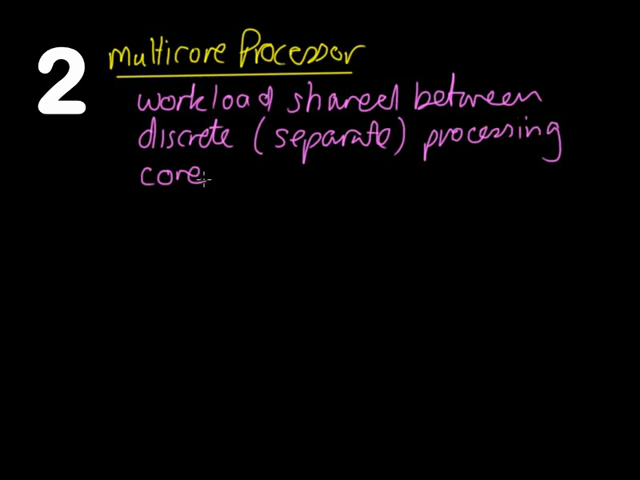 2 Multicore Processor
workload shared between
discrete (separate) processing
core